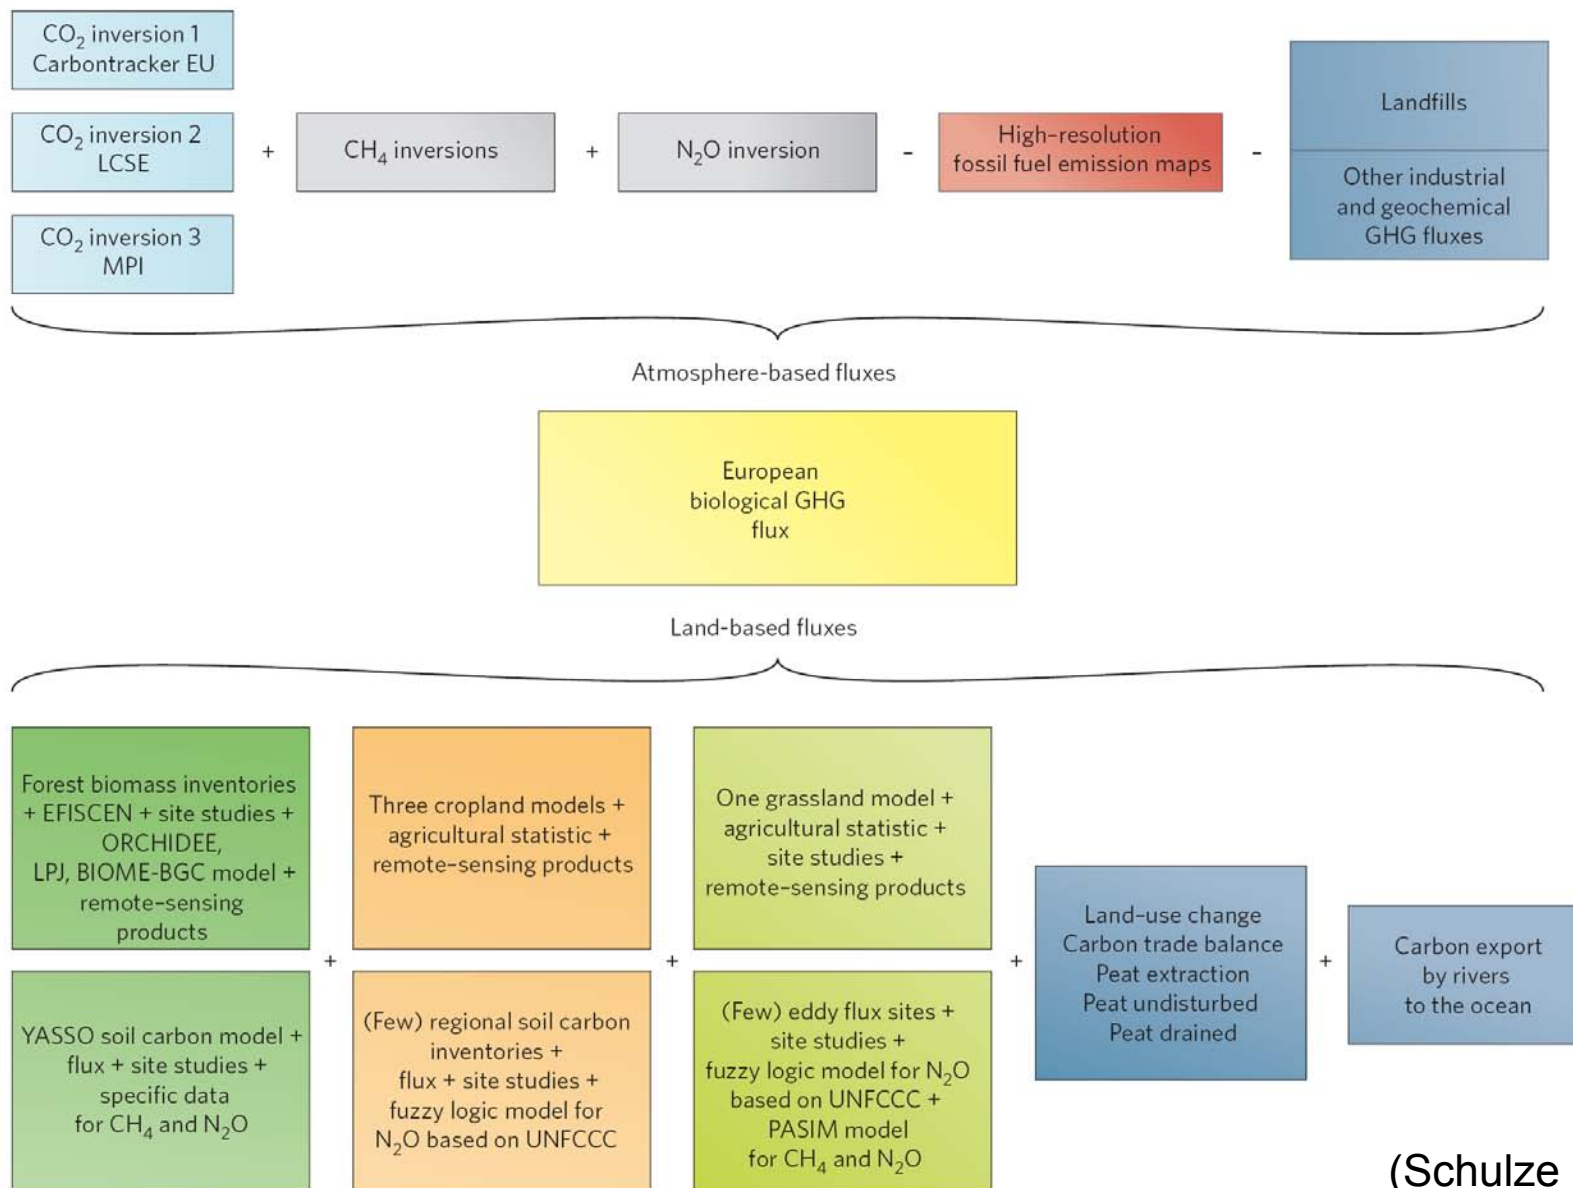 CO₂ inversion 1
Carbontracker EU
CO₂ inversion 2
LCSE
CO₂ inversion 3
MPI
+
CH₄ inversions
+
N₂O inversion
-
High-resolution
fossil fuel emission maps
-
Landfills
Other industrial
and geochemical
GHG fluxes
Atmosphere-based fluxes
European
biological GHG
flux
Land-based fluxes
Forest biomass inventories
+ EFISCEN + site studies +
ORCHIDEE,
LPJ, BIOME-BGC model +
remote-sensing
products
YASSO soil carbon model +
flux + site studies +
specific data
for CH₄ and N₂O
+
Three cropland models +
agricultural statistic +
remote-sensing products
(Few) regional soil carbon
inventories +
flux + site studies +
fuzzy logic model for
N₂O based on UNFCCC
+
One grassland model +
agricultural statistic +
site studies +
remote-sensing products
(Few) eddy flux sites +
site studies +
fuzzy logic model for N₂O
based on UNFCCC +
PASIM model
for CH₄ and N₂O
+
Land-use change
Carbon trade balance
Peat extraction
Peat undisturbed
Peat drained
+
Carbon export
by rivers
to the ocean
(Schulze